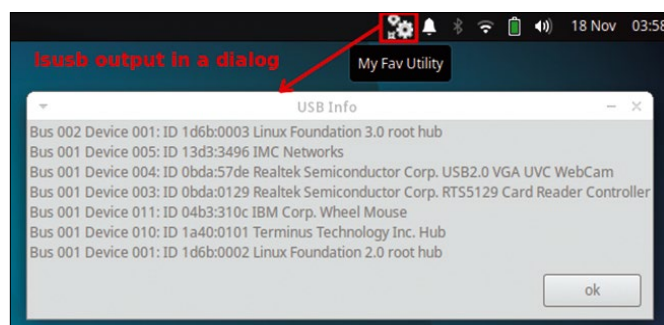 18 Nov 03:58
lsusb output in a dialog
My Fav Utility
USB Info
Bus 002 Device 001: ID 1d6b:0003 Linux Foundation 3.0 root hub
Bus 001 Device 005: ID 13d3:3496 IMC Networks
Bus 001 Device 004: ID 0bda:57de Realtek Semiconductor Corp. USB2.0 VGA UVC WebCam
Bus 001 Device 003: ID 0bda:0129 Realtek Semiconductor Corp. RTS5129 Card Reader Controller
Bus 001 Device 011: ID 04b3:310c IBM Corp. Wheel Mouse
Bus 001 Device 010: ID 1a40:0101 Terminus Technology Inc. Hub
Bus 001 Device 001: ID 1d6b:0002 Linux Foundation 2.0 root hub
ok